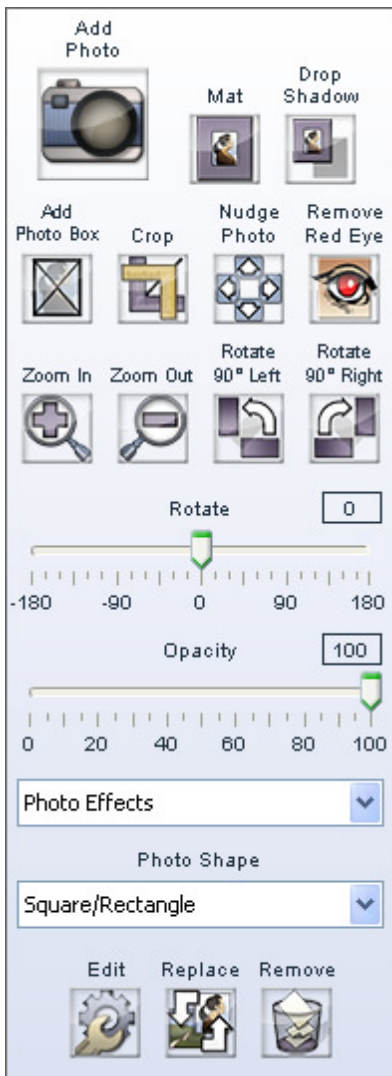 Add
Photo
Mat
Drop
Shadow
Add
Photo Box
Crop
Nudge
Photo
Remove
Red Eye
Zoom In
Zoom Out
Rotate
90° Left
Rotate
90° Right
Rotate
0
-180 -90 0 90 180
Opacity
100
0 20 40 60 80 100
Photo Effects
Photo Shape
Square/Rectangle
Edit Replace Remove